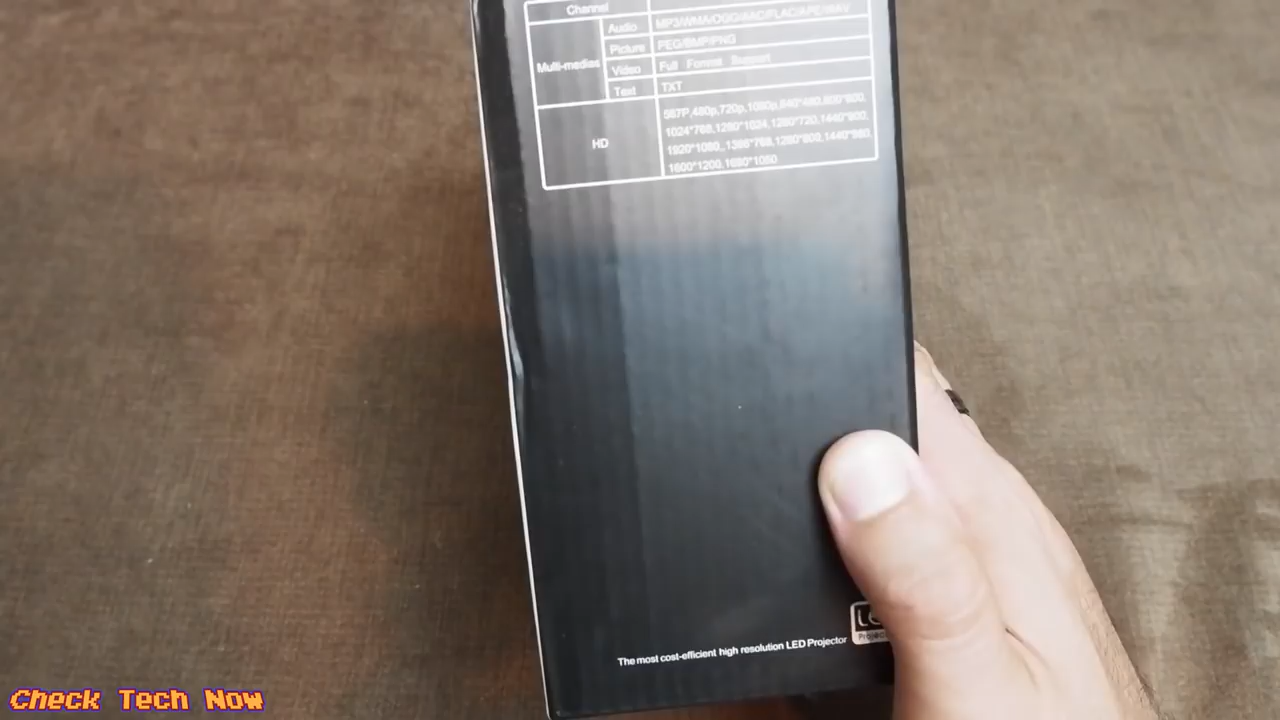 Channel
Multi-medias
Audio MP3/WMA/OGG/AAC/FLAC/APE/WAV
Picture PEG/BMP/PNG
Video Full Format Support
Text TXT
HD
587P,480p,720p,1080p,640*480,800*600,
1024*768,1280*1024,1280*720,1440*900,
1920*1080,,1366*768,1280*800,1440*960,
1600*1200,1680*1050
The most cost-efficient high resolution LED Projector
Check Tech Now